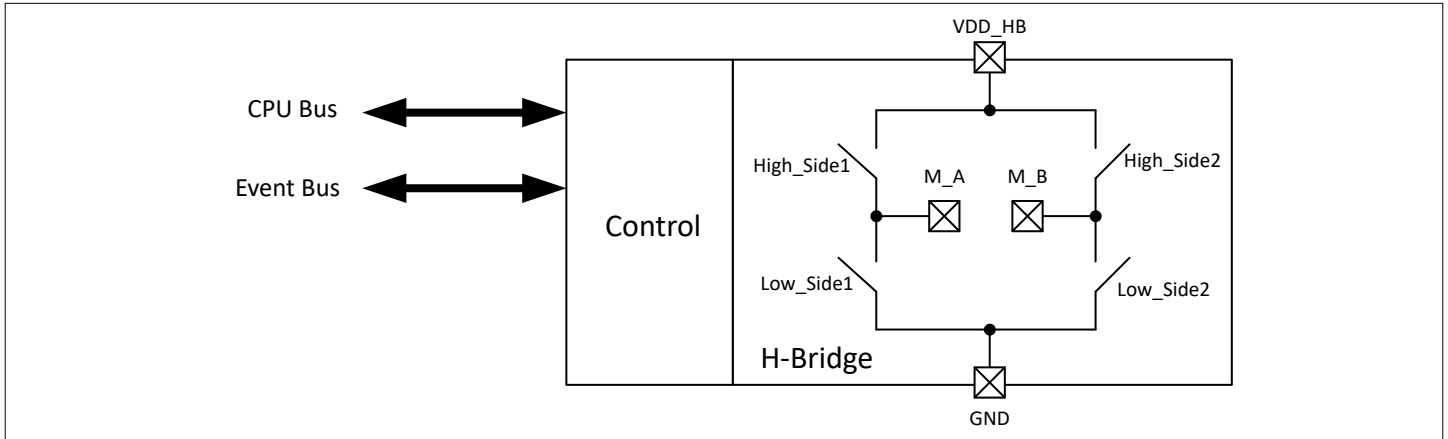 VDD_HB
CPU Bus
High_Side1
High_Side2
M_A
M_B
Event Bus
Control
Low_Side1
Low_Side2
H-Bridge
GND